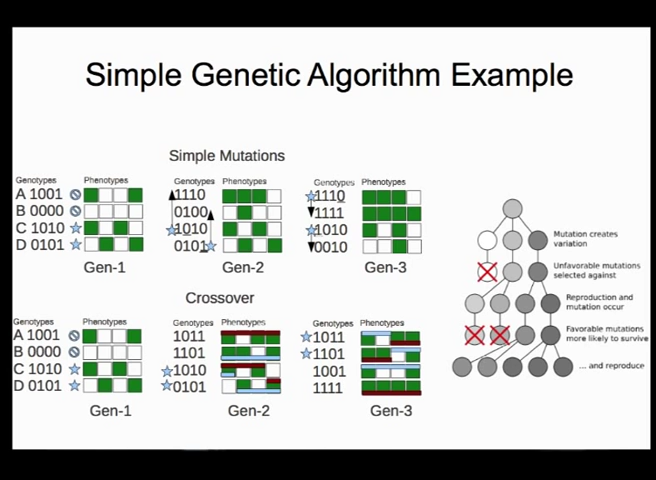 Simple Genetic Algorithm Example
Simple Mutations
Genotypes Phenotypes
A 1001
B 0000
C 1010
D 0101
Gen-1
Genotypes Phenotypes
1110
0100
1010
0101
Gen-2
Genotypes Phenotypes
1110
1111
1010
0010
Gen-3
Crossover
Genotypes Phenotypes
A 1001
B 0000
C 1010
D 0101
Gen-1
Genotypes Phenotypes
1011
1101
1010
0101
Gen-2
Genotypes Phenotypes
1011
1101
1001
1111
Gen-3
Mutation creates
variation
Unfavorable mutations
selected against
Reproduction and
mutation occur
Favorable mutations
more likely to survive
... and reproduce